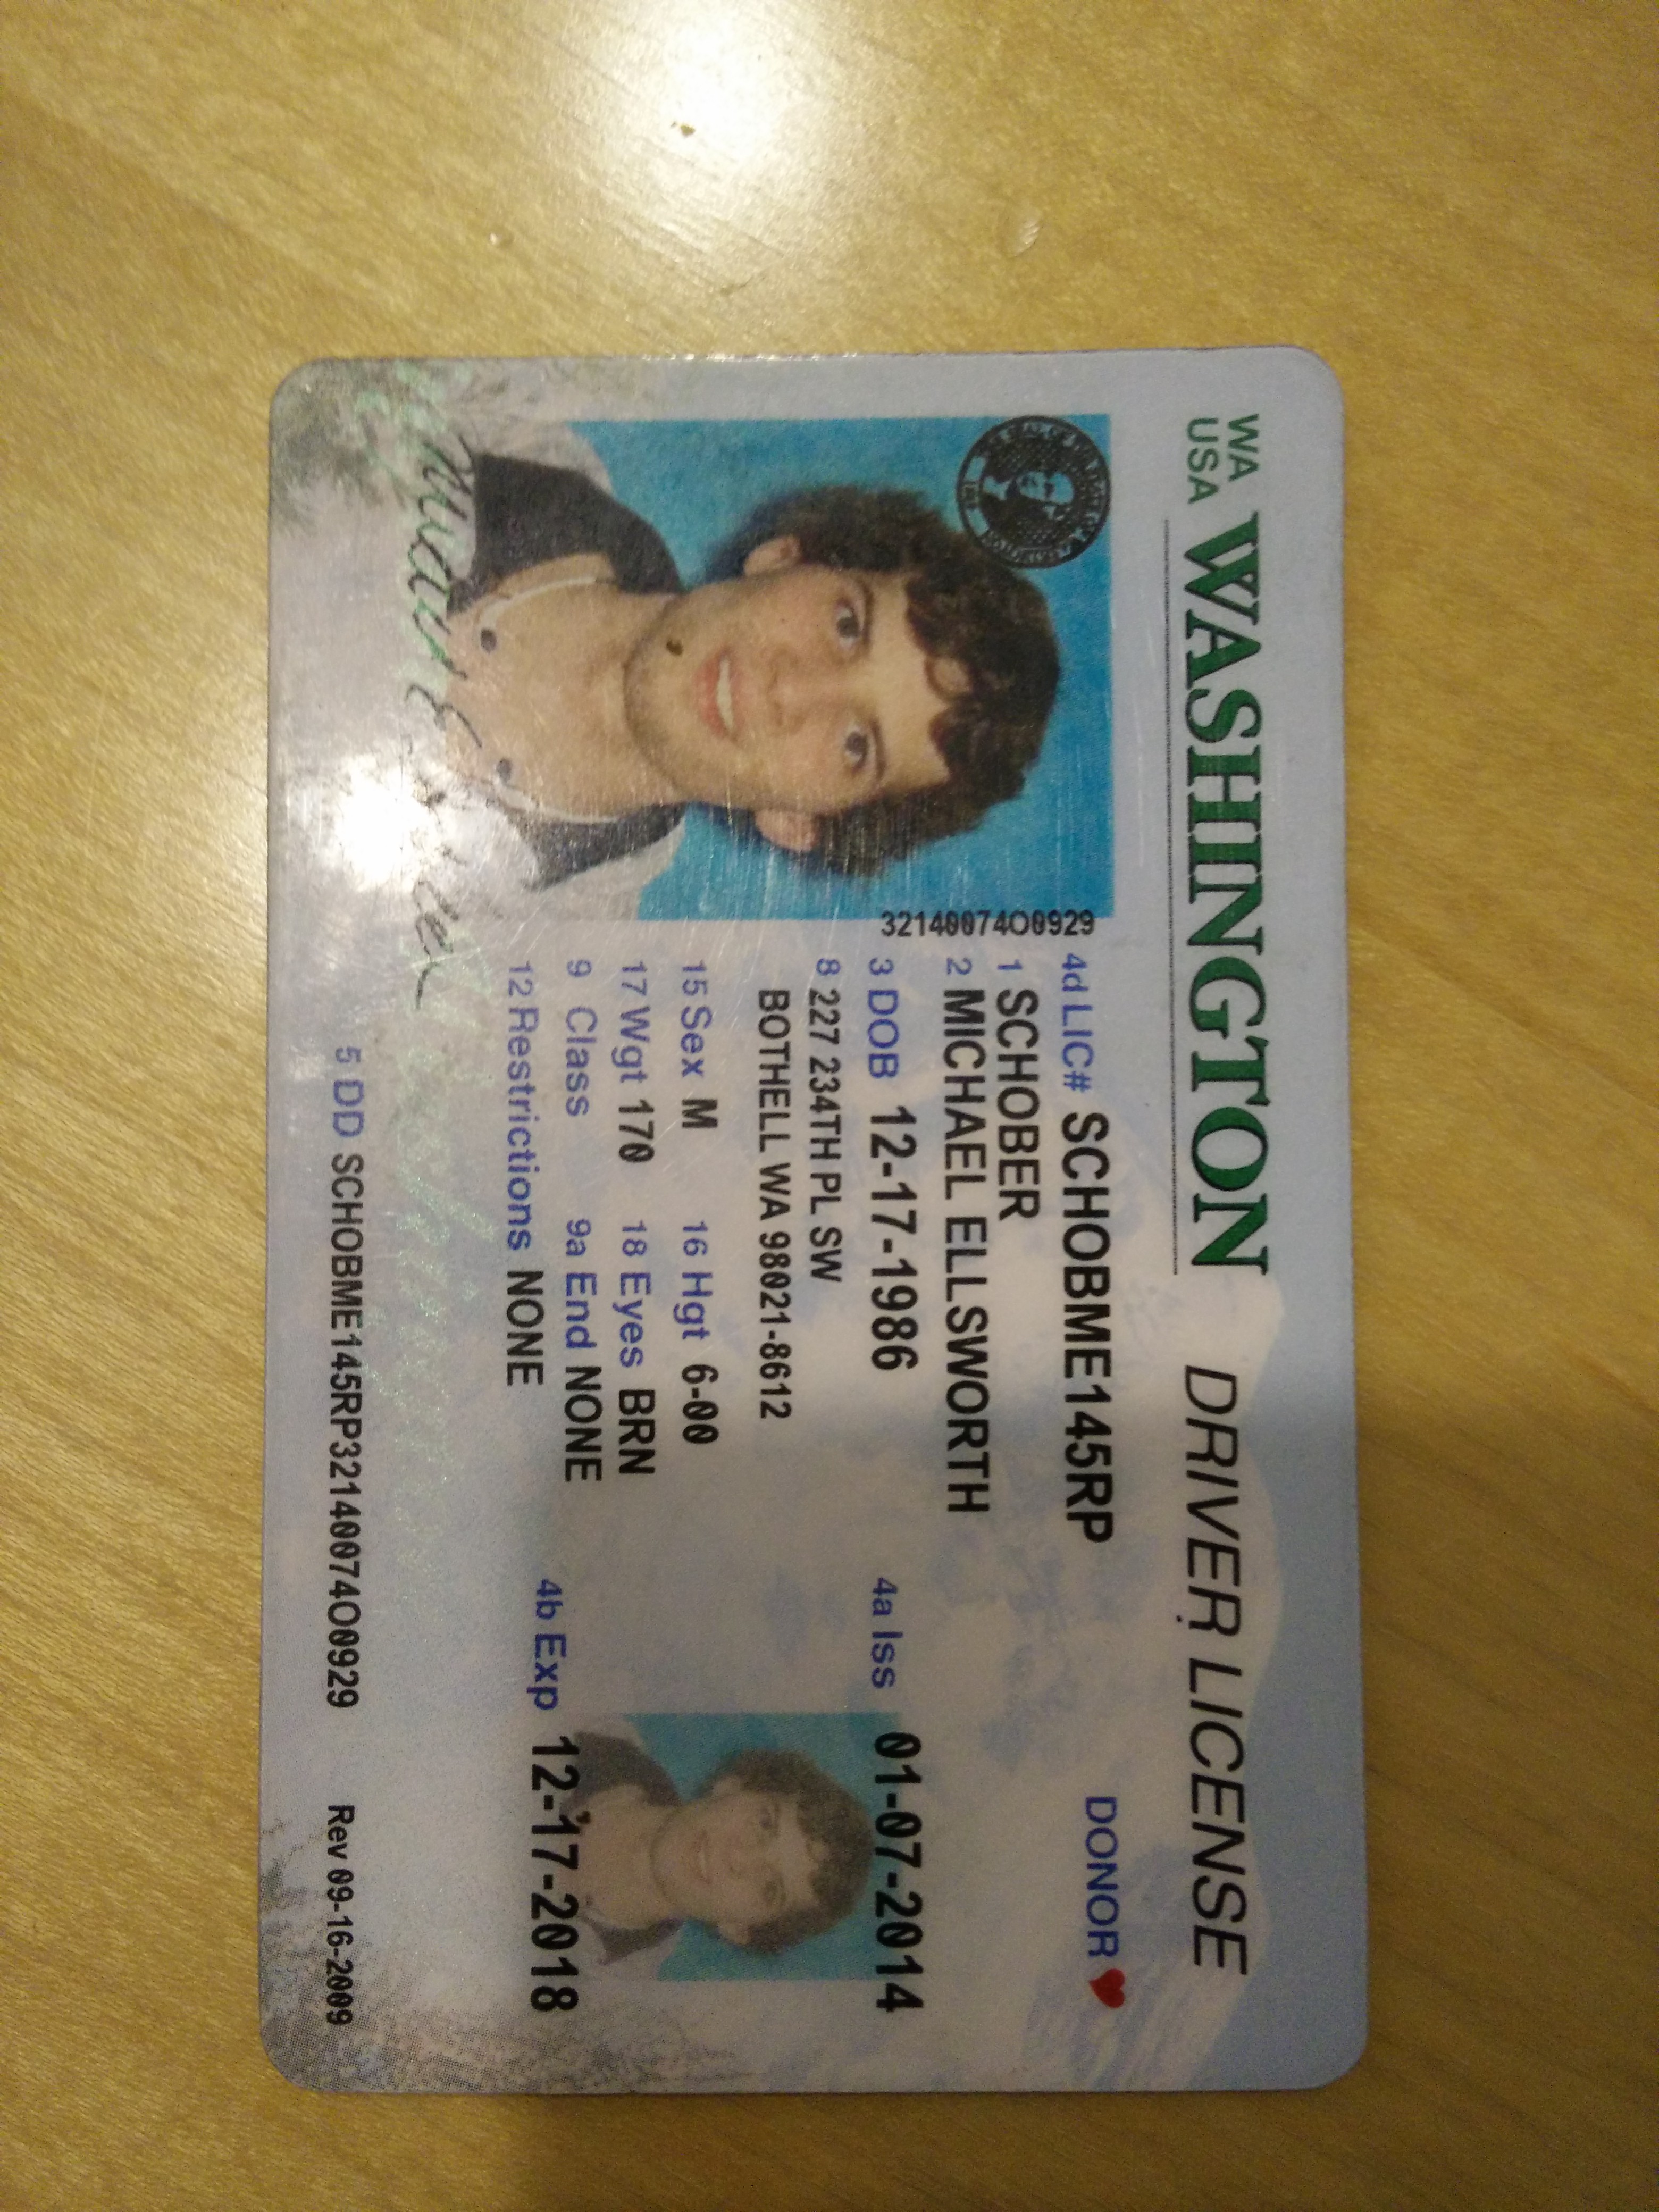 WA
USA
WASHINGTON DRIVER LICENSE
DONOR
4d LIC# SCHOBME145RP
1 SCHOBER
2 MICHAEL ELLSWORTH
3 DOB 12-17-1986
4a Iss 01-07-2014
8 227 234TH PL SW
BOTHELL WA 98021-8612
15 Sex M 16 Hgt 6-00
17 Wgt 170 18 Eyes BRN
9 Class 9a End NONE
12 Restrictions NONE
4b Exp 12-17-2018
32140074O0929
5 DD SCHOBME145RP32140074O0929
Rev 09-16-2009